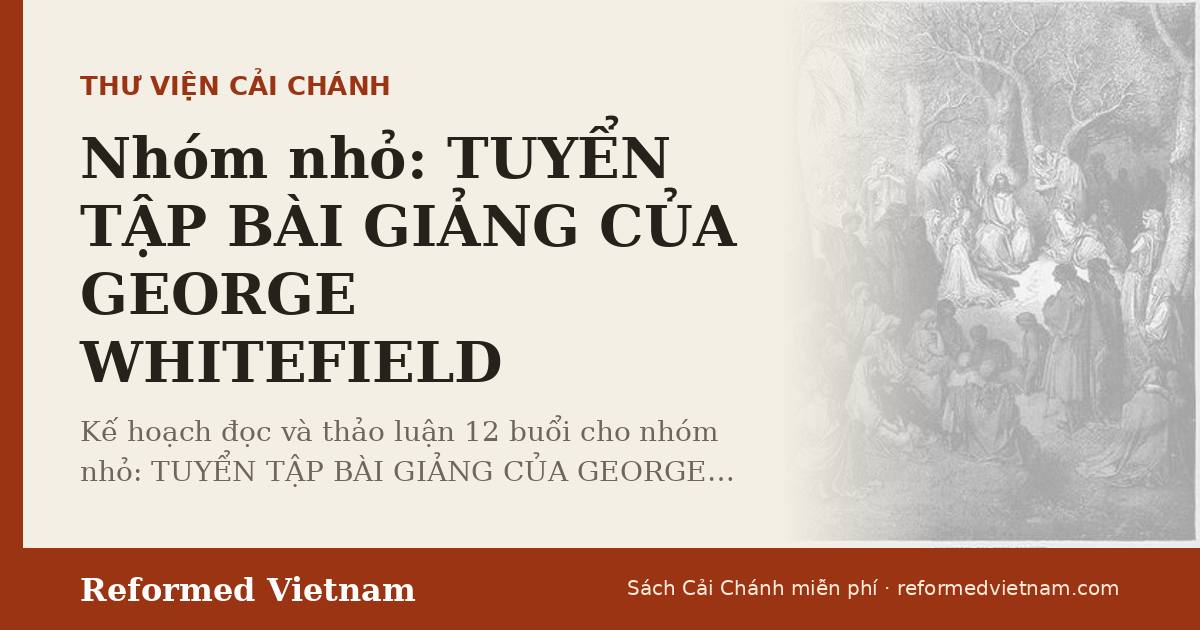 THƯ VIỆN CẢI CHÁNH
Nhóm nhỏ: TUYỂN
TẬP BÀI GIẢNG CỦA
GEORGE
WHITEFIELD
Kế hoạch đọc và thảo luận 12 buổi cho nhóm
nhỏ: TUYỂN TẬP BÀI GIẢNG CỦA GEORGE…
Reformed Vietnam
Sách Cải Chánh miễn phí · reformedvietnam.com